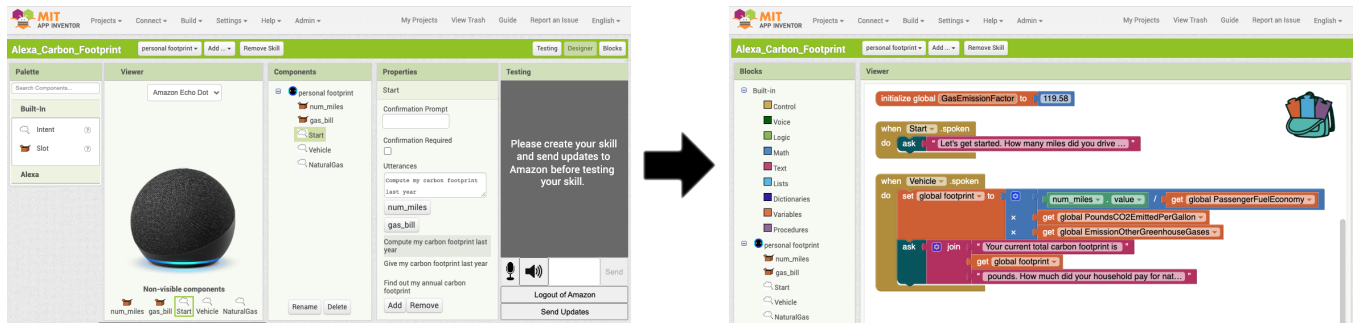 MIT
APP INVENTOR
Projects Connect Build Settings Help Admin My Projects View Trash Guide Report an Issue English
Alexa_Carbon_Footprint personal footprint Add ... Remove Skill Testing Designer Blocks
Palette
Search Components...
Built-In
Intent
Slot
Alexa
Viewer
Amazon Echo Dot
Non-visible components
num_miles gas_bill Start Vehicle NaturalGas
Components
personal footprint
num_miles
gas_bill
Start
Vehicle
NaturalGas
Rename Delete
Properties
Start
Confirmation Prompt
Confirmation Required
Utterances
Compute my carbon footprint
last year
num_miles
gas_bill
Compute my carbon footprint last
year
Give my carbon footprint last year
Find out my annual carbon
footprint
Add Remove
Testing
Please create your skill
and send updates to
Amazon before testing
your skill.
Send
Logout of Amazon
Send Updates
MIT
APP INVENTOR
Projects Connect Build Settings Help Admin My Projects View Trash Guide Report an Issue English
Alexa_Carbon_Footprint personal footprint Add ... Remove Skill
Blocks
Built-in
Control
Voice
Logic
Math
Text
Lists
Dictionaries
Variables
Procedures
personal footprint
num_miles
gas_bill
Start
Vehicle
NaturalGas
Viewer
initialize global GasEmissionFactor to 119.58
when Start .spoken
do ask " Let's get started. How many miles did you drive ... "
when Vehicle .spoken
do set global footprint to num_miles . value / get global PassengerFuelEconomy
× get global PoundsCO2EmittedPerGallon
× get global EmissionOtherGreenhouseGases
ask join " Your current total carbon footprint is "
get global footprint
" pounds. How much did your household pay for nat... "